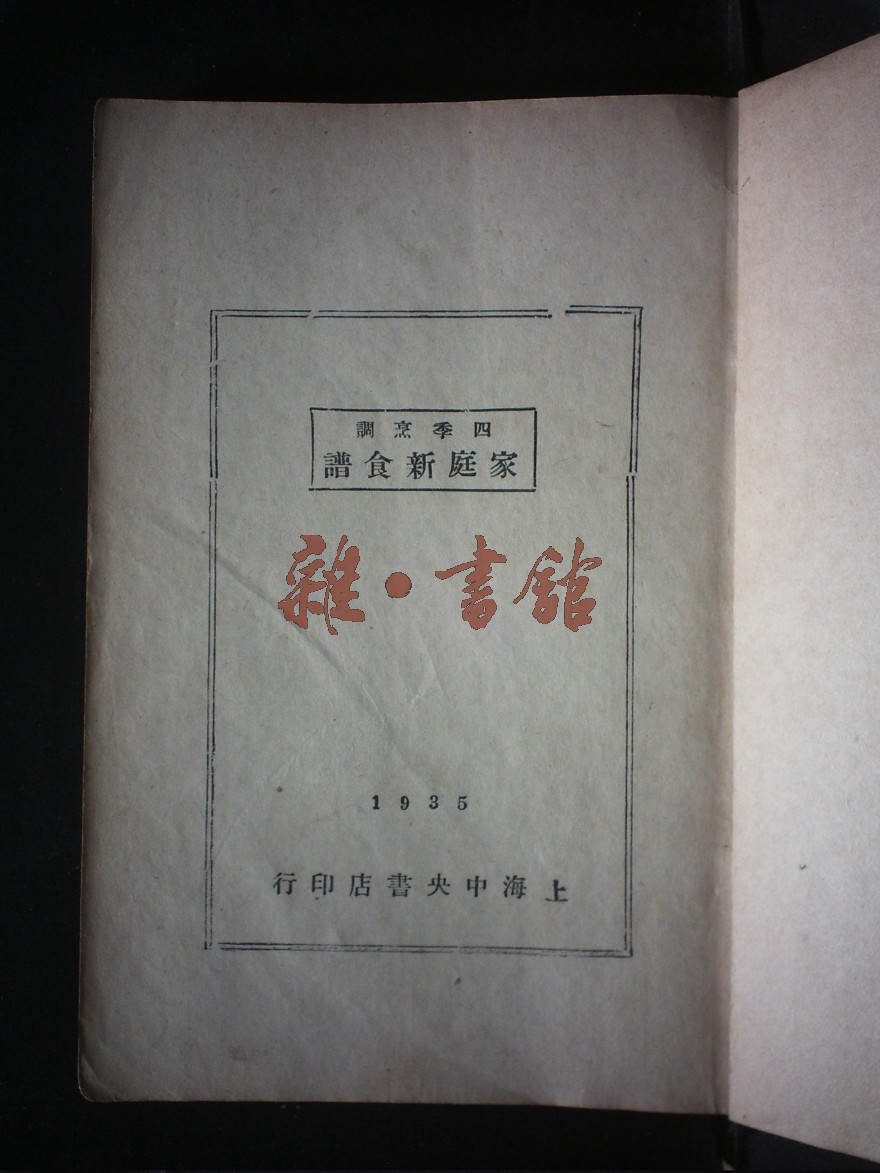 四季烹調
家庭新食譜
雜·書館
1935
上海中央書店印行